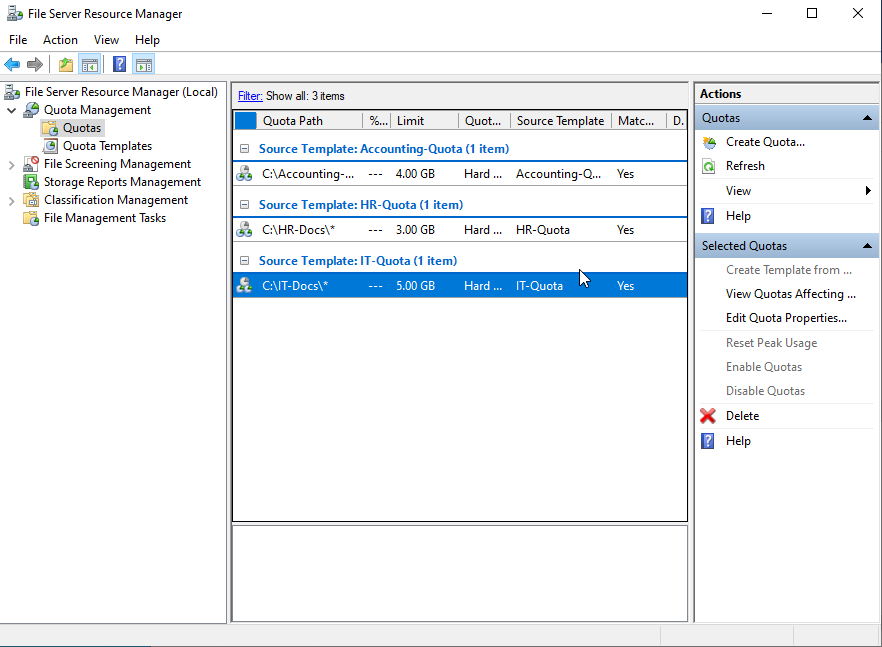 File Server Resource Manager
File Action View Help
File Server Resource Manager (Local)
Quota Management
Quotas
Quota Templates
File Screening Management
Storage Reports Management
Classification Management
File Management Tasks
Filter: Show all: 3 items
Quota Path %... Limit Quot... Source Template Matc... D.
Source Template: Accounting-Quota (1 item)
C:\Accounting-... --- 4.00 GB Hard ... Accounting-Q... Yes
Source Template: HR-Quota (1 item)
C:\HR-Docs\* --- 3.00 GB Hard ... HR-Quota Yes
Source Template: IT-Quota (1 item)
C:\IT-Docs\* --- 5.00 GB Hard ... IT-Quota Yes
Actions
Quotas
Create Quota...
Refresh
View
Help
Selected Quotas
Create Template from ...
View Quotas Affecting ...
Edit Quota Properties...
Reset Peak Usage
Enable Quotas
Disable Quotas
Delete
Help